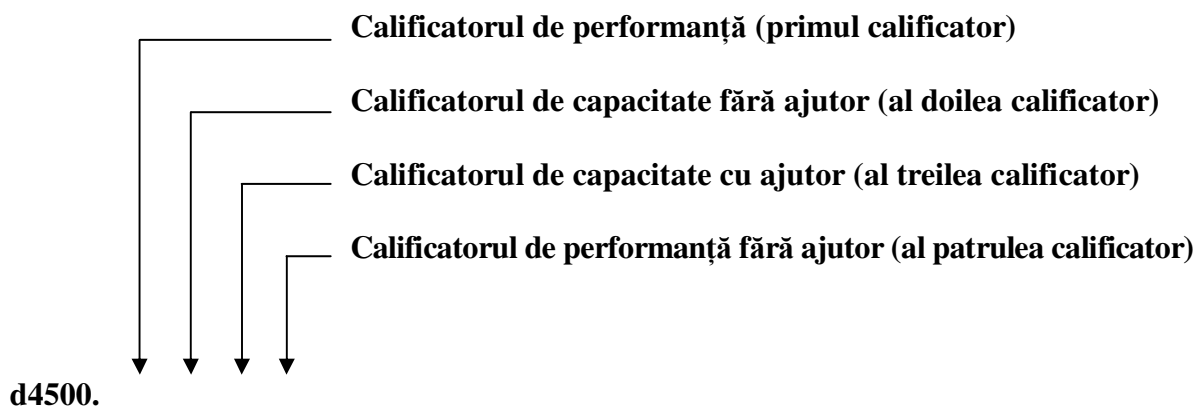 Calificatorul de performanță (primul calificator)
Calificatorul de capacitate fără ajutor (al doilea calificator)
Calificatorul de capacitate cu ajutor (al treilea calificator)
Calificatorul de performanță fără ajutor (al patrulea calificator)
d4500.